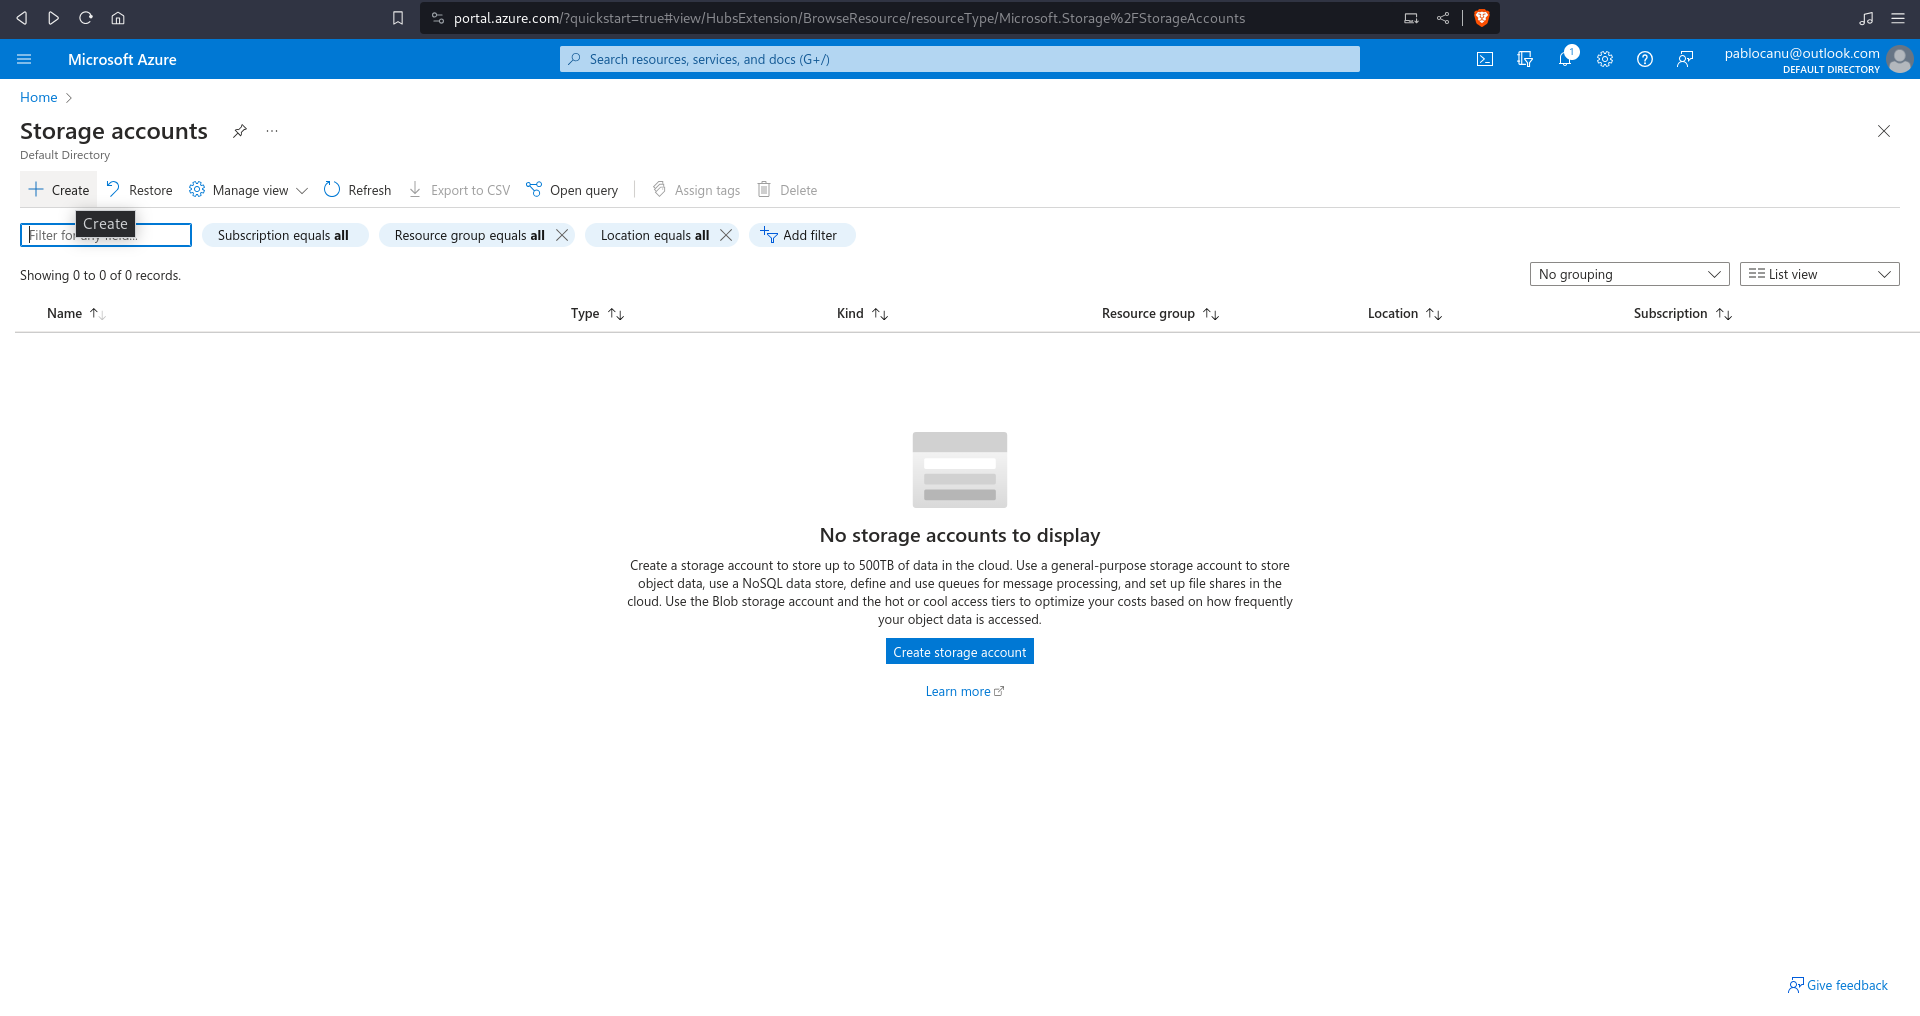 portal.azure.com/?quickstart=true#view/HubsExtension/BrowseResource/resourceType/Microsoft.Storage%2FStorageAccounts
Microsoft Azure
Search resources, services, and docs (G+/)
1
pablocanu@outlook.com
DEFAULT DIRECTORY
Home
Storage accounts
Default Directory
Create
Restore
Manage view
Refresh
Export to CSV
Open query
Assign tags
Delete
Create
Filter for any field...
Subscription equals all
Resource group equals all
Location equals all
Add filter
Showing 0 to 0 of 0 records.
No grouping
List view
Name
Type
Kind
Resource group
Location
Subscription
No storage accounts to display
Create a storage account to store up to 500TB of data in the cloud. Use a general-purpose storage account to store
object data, use a NoSQL data store, define and use queues for message processing, and set up file shares in the
cloud. Use the Blob storage account and the hot or cool access tiers to optimize your costs based on how frequently
your object data is accessed.
Create storage account
Learn more
Give feedback